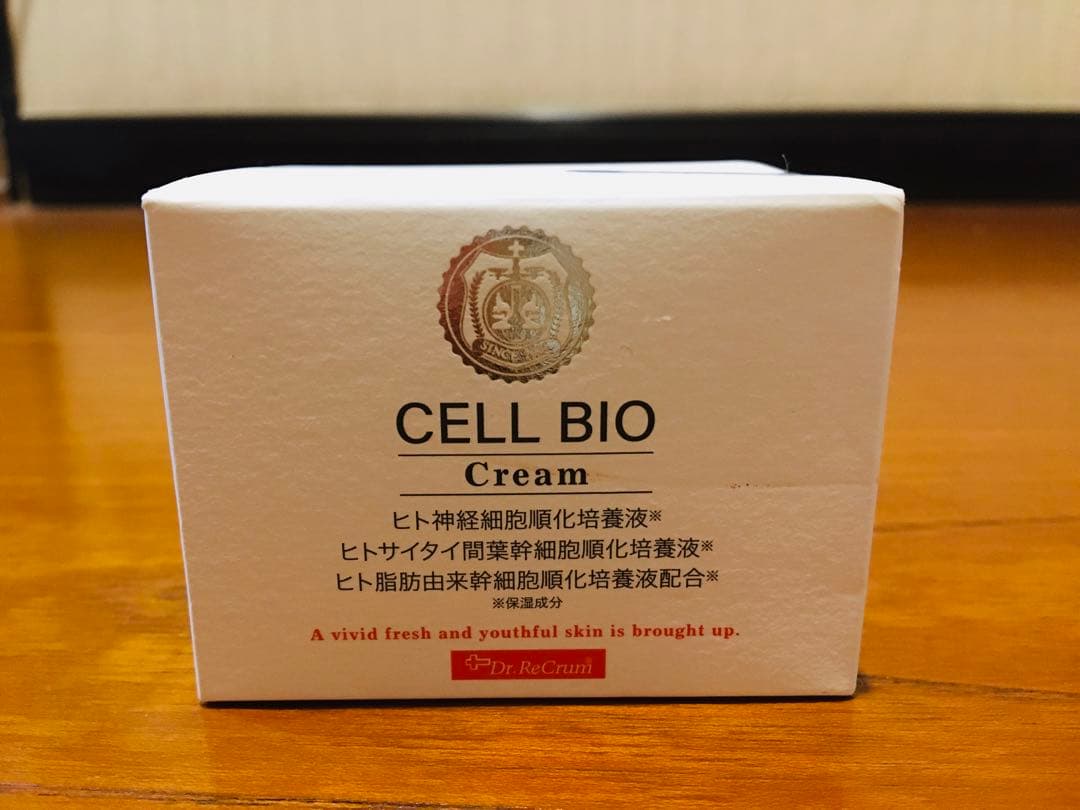 SINCE
CELL BIO
Cream
ヒト神経細胞順化培養液※
ヒトサイタイ間葉幹細胞順化培養液※
ヒト脂肪由来幹細胞順化培養液配合※
※保湿成分
A vivid fresh and youthful skin is brought up.
Dr.ReCrum®